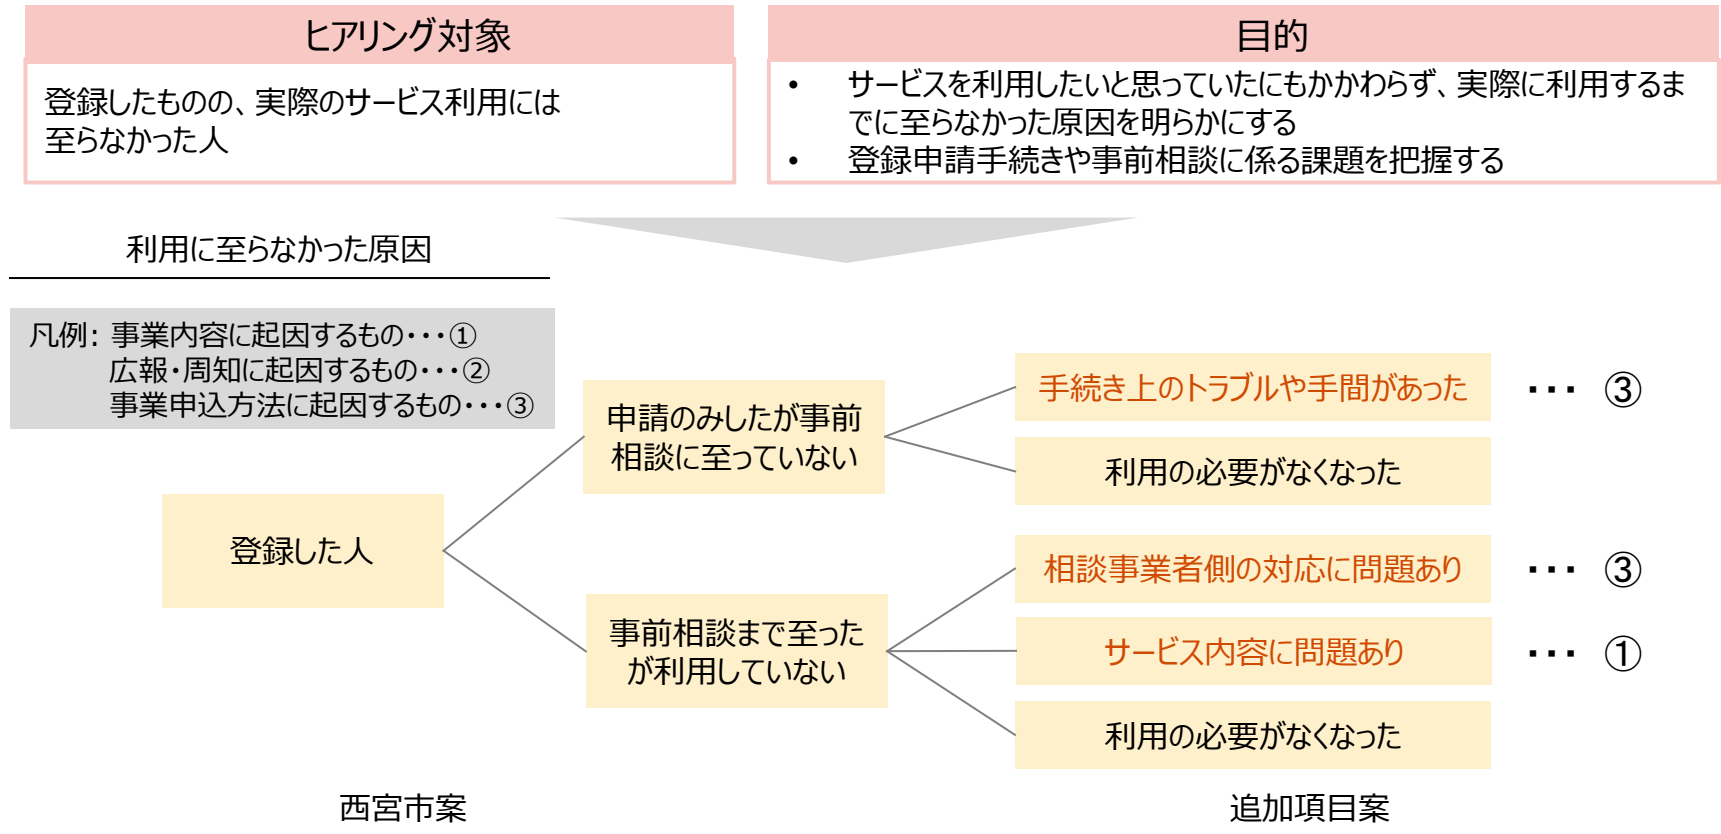 ヒアリング対象
登録したものの、実際のサービス利用には
至らなかった人
目的
• サービスを利用したいと思っていたにもかかわらず、実際に利用するま
でに至らなかった原因を明らかにする
• 登録申請手続きや事前相談に係る課題を把握する
利用に至らなかった原因
凡例: 事業内容に起因するもの・・・①
広報・周知に起因するもの・・・②
事業申込方法に起因するもの・・・③
登録した人
申請のみしたが事前
相談に至っていない
手続き上のトラブルや手間があった ・・・ ③
利用の必要がなくなった
事前相談まで至った
が利用していない
相談事業者側の対応に問題あり ・・・ ③
サービス内容に問題あり ・・・ ①
利用の必要がなくなった
西宮市案
追加項目案